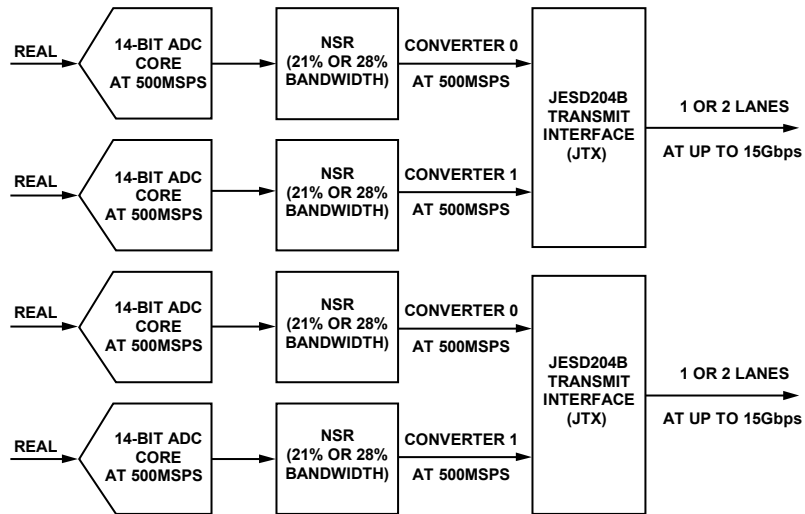 REAL
14-BIT ADC
CORE
AT 500MSPS
NSR
(21% OR 28%
BANDWIDTH)
CONVERTER 0
AT 500MSPS
REAL
14-BIT ADC
CORE
AT 500MSPS
NSR
(21% OR 28%
BANDWIDTH)
CONVERTER 1
AT 500MSPS
JESD204B
TRANSMIT
INTERFACE
(JTX)
1 OR 2 LANES
AT UP TO 15Gbps
REAL
14-BIT ADC
CORE
AT 500MSPS
NSR
(21% OR 28%
BANDWIDTH)
CONVERTER 0
AT 500MSPS
REAL
14-BIT ADC
CORE
AT 500MSPS
NSR
(21% OR 28%
BANDWIDTH)
CONVERTER 1
AT 500MSPS
JESD204B
TRANSMIT
INTERFACE
(JTX)
1 OR 2 LANES
AT UP TO 15Gbps